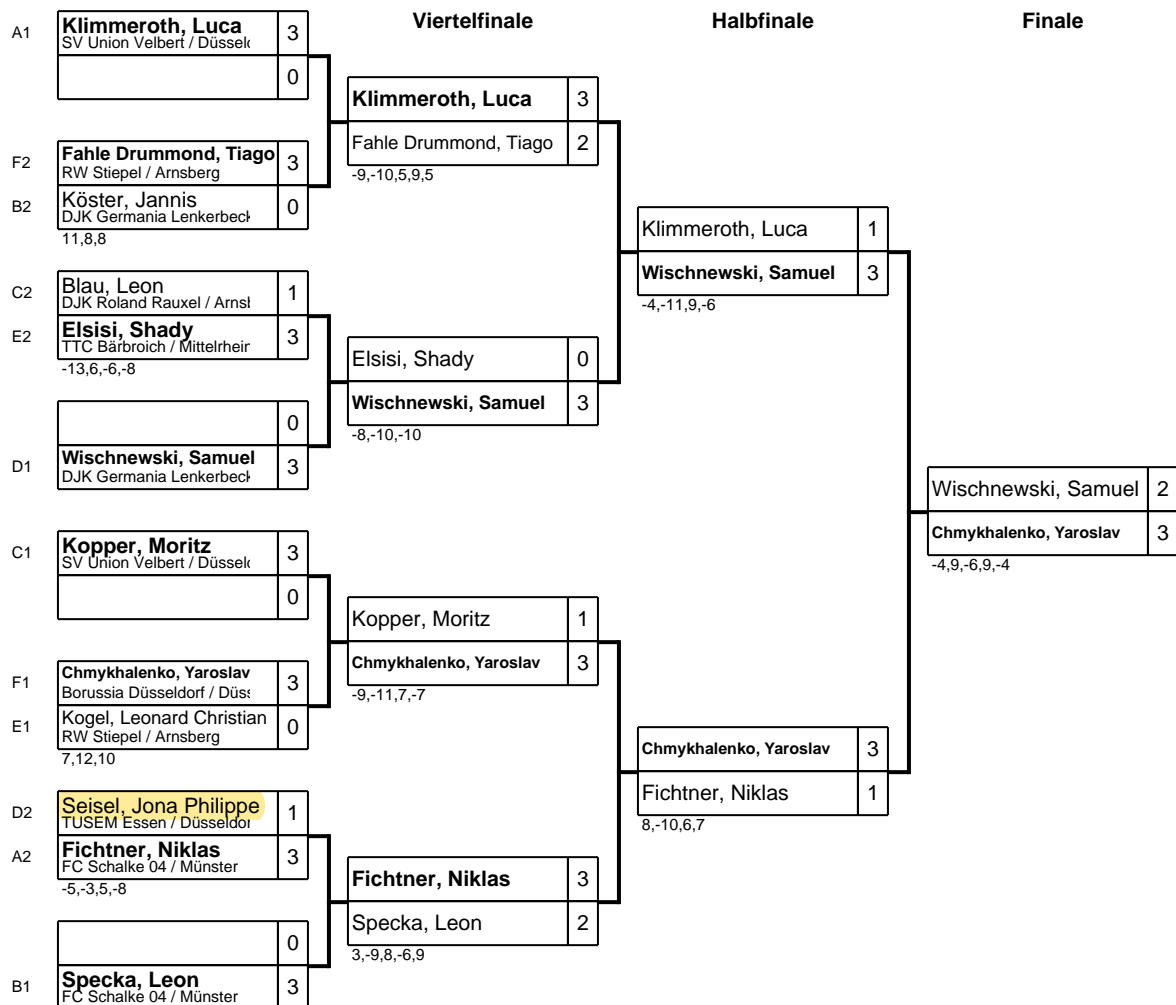 Viertelfinale
Halbfinale
Finale
A1
Klimmeroth, Luca 3
SV Union Velbert / Düsseld
0
F2
Fahle Drummond, Tiago 3
RW Stiepel / Arnsberg
B2
Köster, Jannis 0
DJK Germania Lenkerbeck
11,8,8
C2
Blau, Leon 1
DJK Roland Rauxel / Arnsb
E2
Elsisi, Shady 3
TTC Bärbroich / Mittelrhein
-13,6,-6,-8
0
D1
Wischnewski, Samuel 3
DJK Germania Lenkerbeck
C1
Kopper, Moritz 3
SV Union Velbert / Düsseld
0
F1
Chmykhalenko, Yaroslav 3
Borussia Düsseldorf / Düss
E1
Kogel, Leonard Christian 0
RW Stiepel / Arnsberg
7,12,10
D2
Seisel, Jona Philippe 1
TUSEM Essen / Düsseldor
A2
Fichtner, Niklas 3
FC Schalke 04 / Münster
-5,-3,5,-8
0
B1
Specka, Leon 3
FC Schalke 04 / Münster
Klimmeroth, Luca 3
Fahle Drummond, Tiago 2
-9,-10,5,9,5
Elsisi, Shady 0
Wischnewski, Samuel 3
-8,-10,-10
Kopper, Moritz 1
Chmykhalenko, Yaroslav 3
-9,-11,7,-7
Fichtner, Niklas 3
Specka, Leon 2
3,-9,8,-6,9
Klimmeroth, Luca 1
Wischnewski, Samuel 3
-4,-11,9,-6
Chmykhalenko, Yaroslav 3
Fichtner, Niklas 1
8,-10,6,7
Wischnewski, Samuel 2
Chmykhalenko, Yaroslav 3
-4,9,-6,9,-4